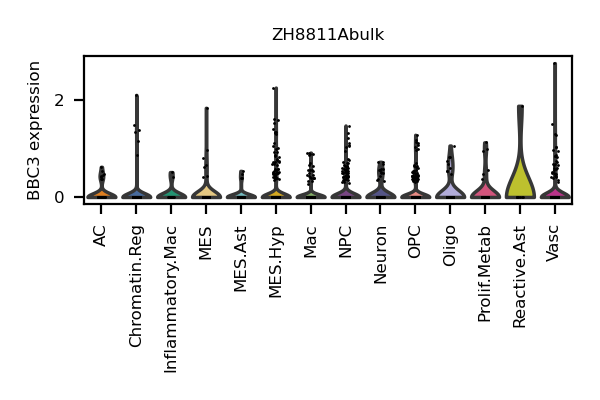 ZH8811Abulk
BBC3 expression
2
0
AC
Chromatin.Reg
Inflammatory.Mac
MES
MES.Ast
MES.Hyp
Mac
NPC
Neuron
OPC
Oligo
Prolif.Metab
Reactive.Ast
Vasc